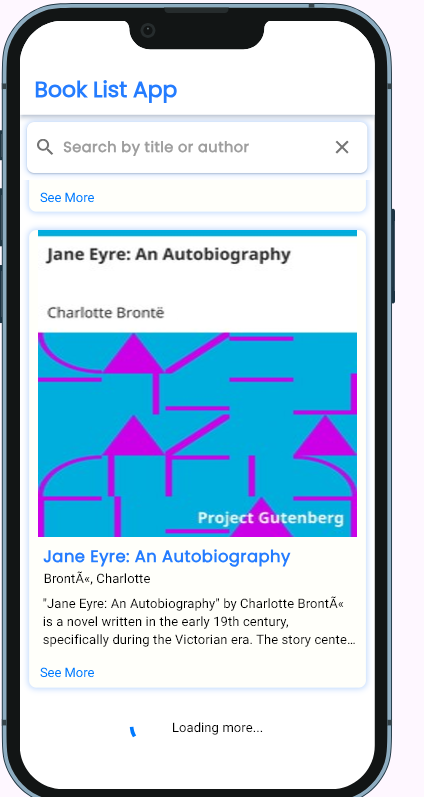 Book List App
Search by title or author
See More
Jane Eyre: An Autobiography
Charlotte Brontë
Project Gutenberg
Jane Eyre: An Autobiography
BrontÃ«, Charlotte
"Jane Eyre: An Autobiography" by Charlotte BrontÃ«
is a novel written in the early 19th century,
specifically during the Victorian era. The story cente...
See More
Loading more...